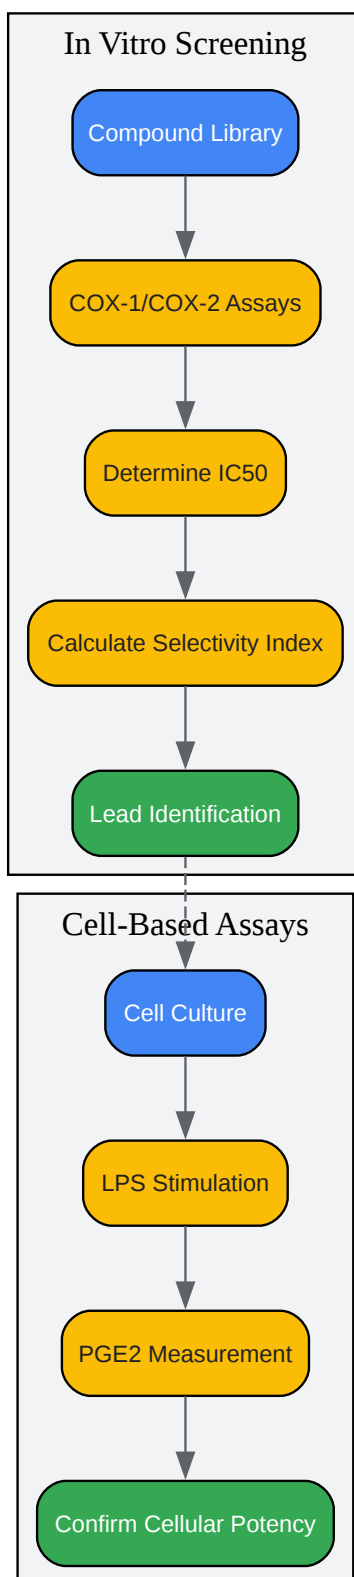 In Vitro Screening
Compound Library
COX-1/COX-2 Assays
Determine IC50
Calculate Selectivity Index
Lead Identification
Cell-Based Assays
Cell Culture
LPS Stimulation
PGE2 Measurement
Confirm Cellular Potency